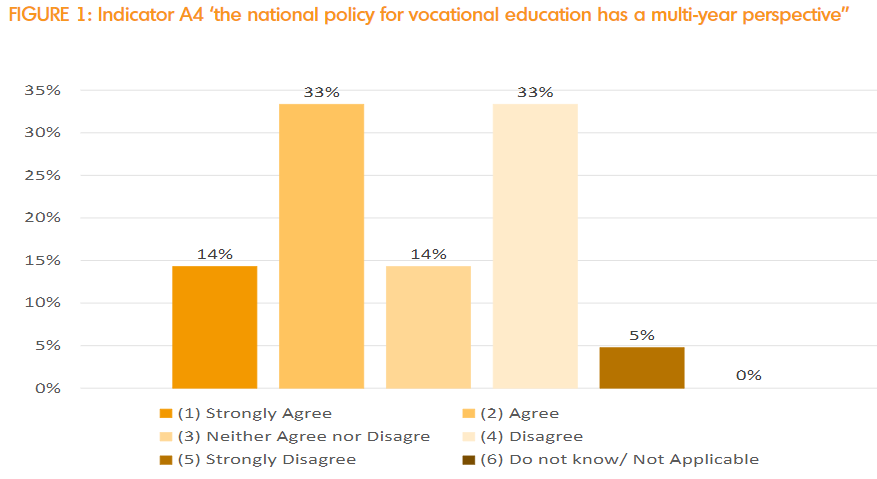 FIGURE 1: Indicator A4 ‘the national policy for vocational education has a multi-year perspective”
35%
30%
25%
20%
15%
10%
5%
0%
14%
33%
14%
33%
5%
0%
(1) Strongly Agree
(2) Agree
(3) Neither Agree nor Disagre
(4) Disagree
(5) Strongly Disagree
(6) Do not know/ Not Applicable